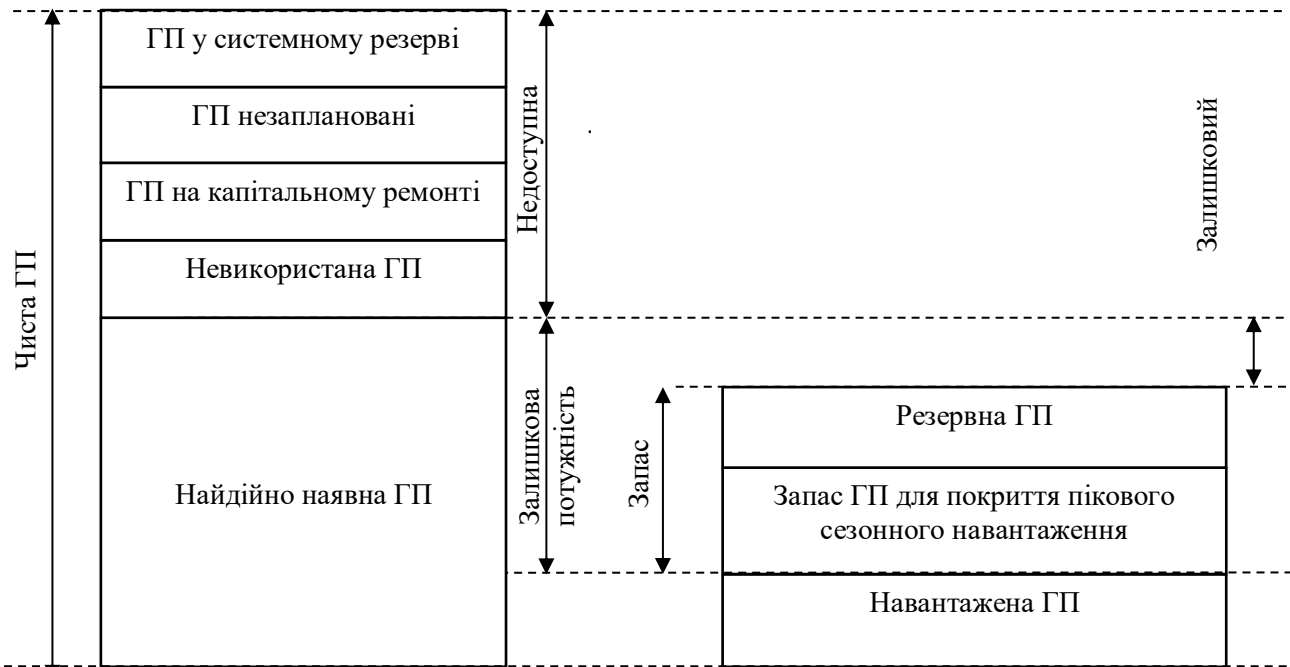 ГП у системному резерві
ГП незаплановані
ГП на капітальному ремонті
Невикористана ГП
Найдійно наявна ГП
Чиста ГП
Недоступна
Залишкова
потужність
Запас
Резервна ГП
Запас ГП для покриття пікового
сезонного навантаження
Навантажена ГП
Залишковий